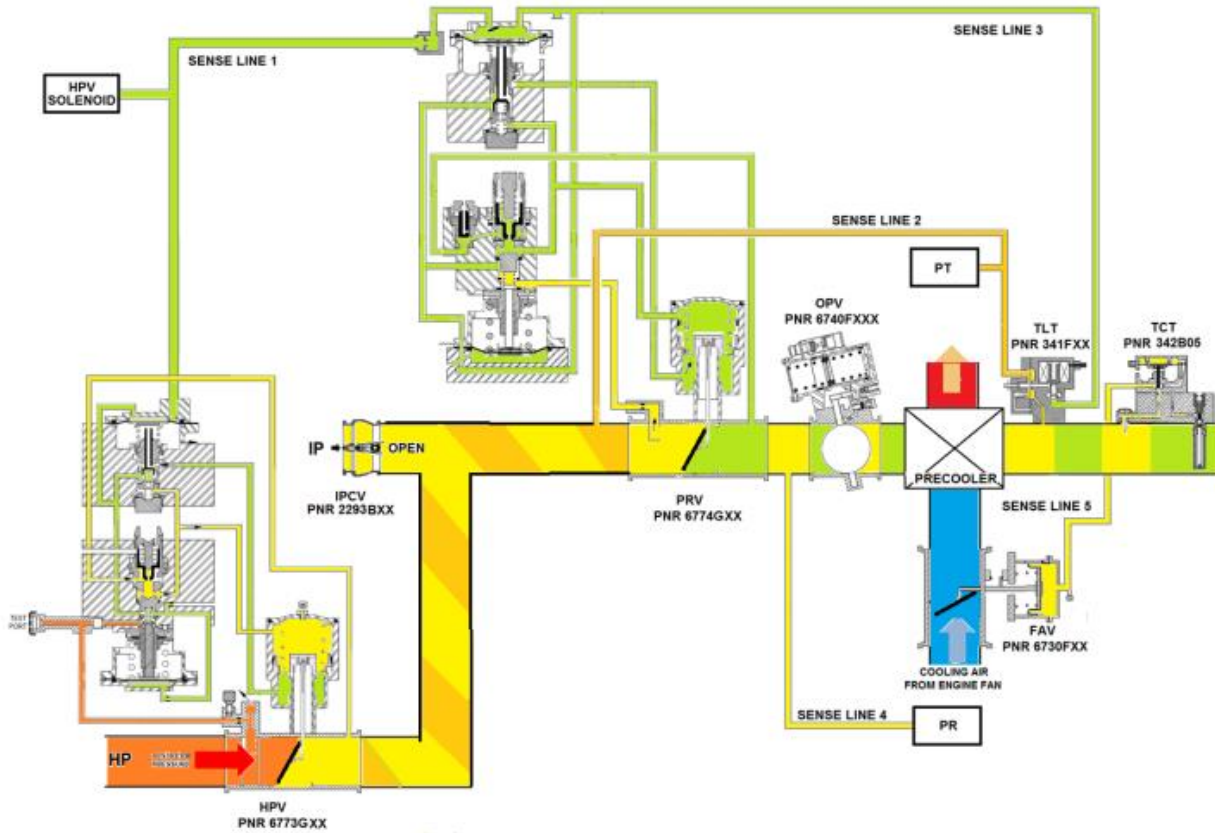 SENSE LINE 3
SENSE LINE 1
HPV
SOLENOID
SENSE LINE 2
PT
OPV
PNR 6740FXXX
TLT
PNR 341FXX
TCT
PNR 342B05
IP
OPEN
IPCV
PNR 2293BXX
PRV
PNR 6774GXX
PRECOOLER
SENSE LINE 5
TEST
PORT
FAV
PNR 6730FXX
COOLING AIR
FROM ENGINE FAN
SENSE LINE 4
PR
HP
PRESSURE
HPV
PNR 6773GXX